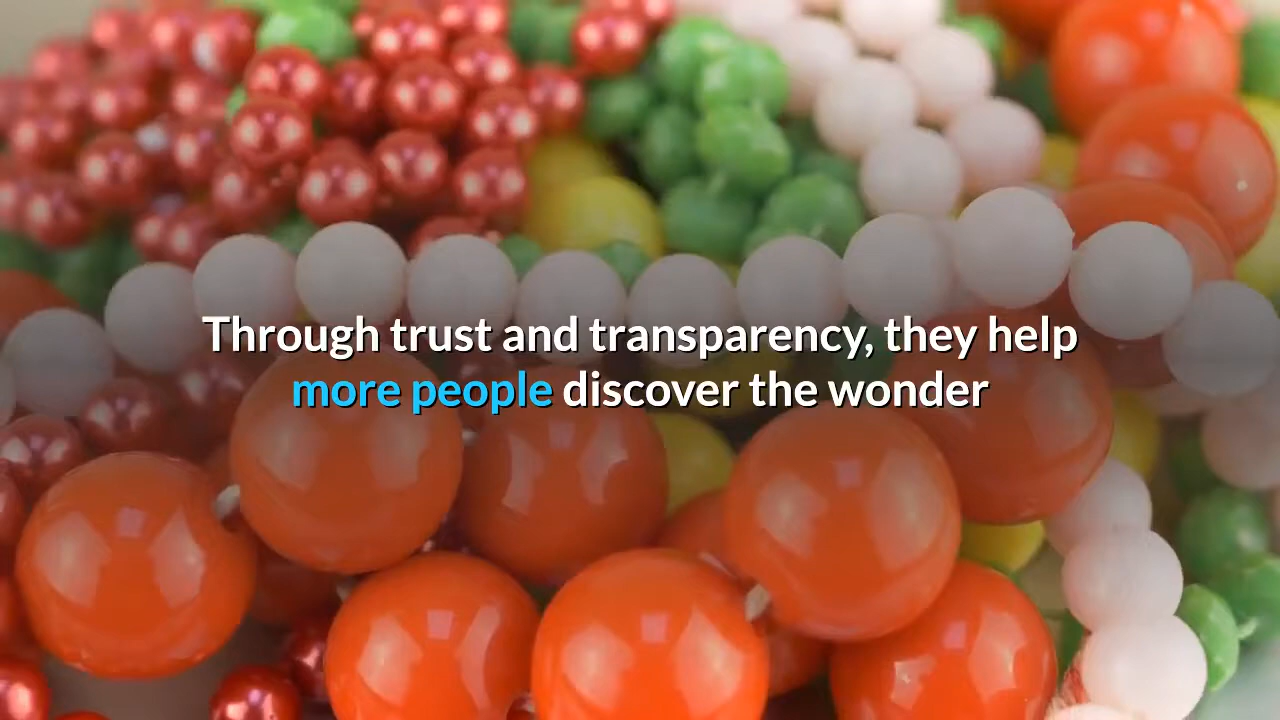 Through trust and transparency, they help
more people discover the wonder